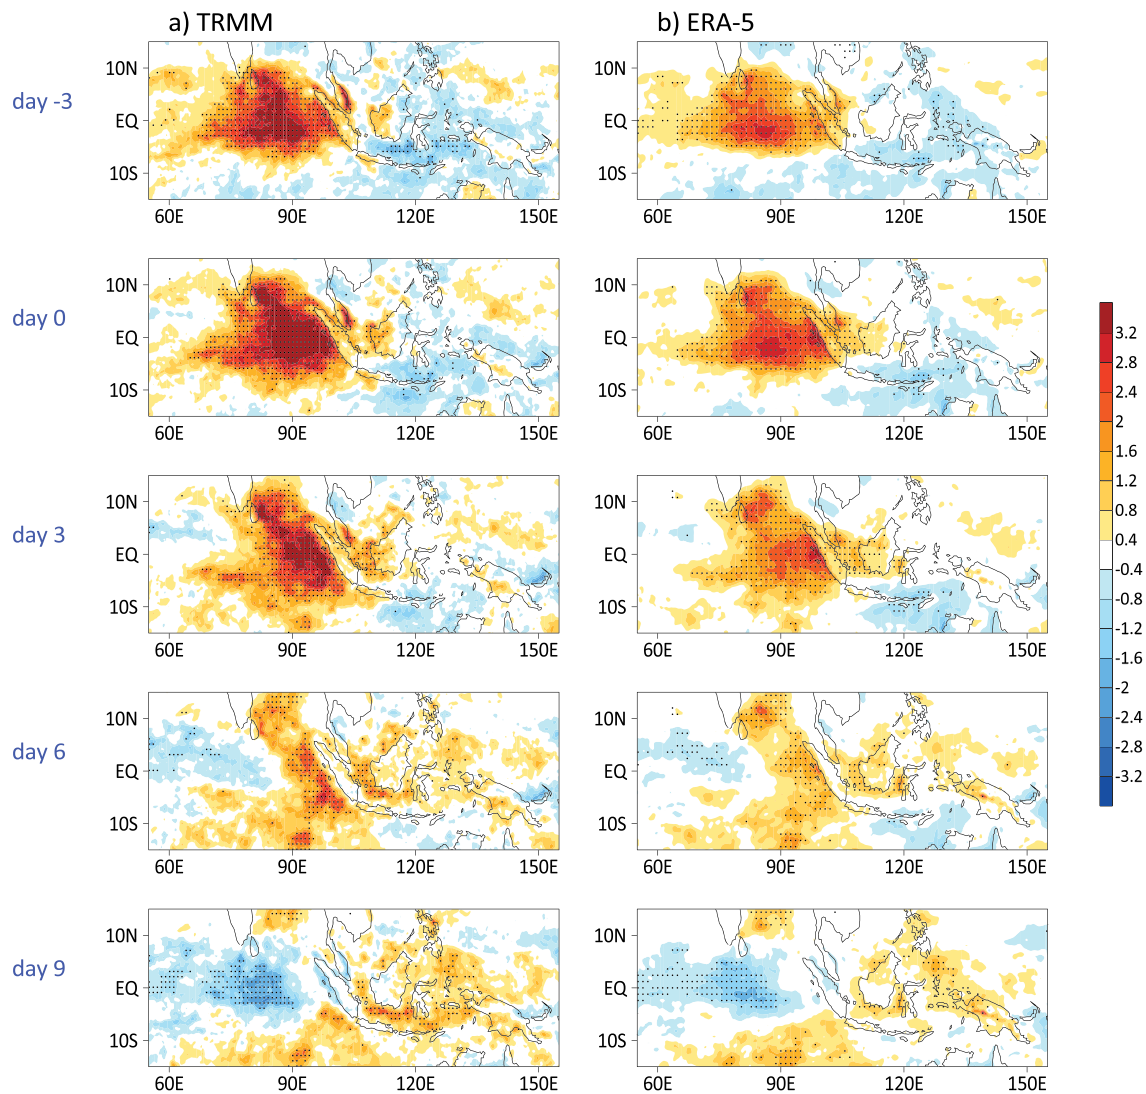 a) TRMM
b) ERA-5
day -3
10N
EQ
10S
60E 90E 120E 150E
10N
EQ
10S
60E 90E 120E 150E
day 0
10N
EQ
10S
60E 90E 120E 150E
10N
EQ
10S
60E 90E 120E 150E
day 3
10N
EQ
10S
60E 90E 120E 150E
10N
EQ
10S
60E 90E 120E 150E
day 6
10N
EQ
10S
60E 90E 120E 150E
10N
EQ
10S
60E 90E 120E 150E
day 9
10N
EQ
10S
60E 90E 120E 150E
10N
EQ
10S
60E 90E 120E 150E
3.2
2.8
2.4
2
1.6
1.2
0.8
0.4
-0.4
-0.8
-1.2
-1.6
-2
-2.4
-2.8
-3.2